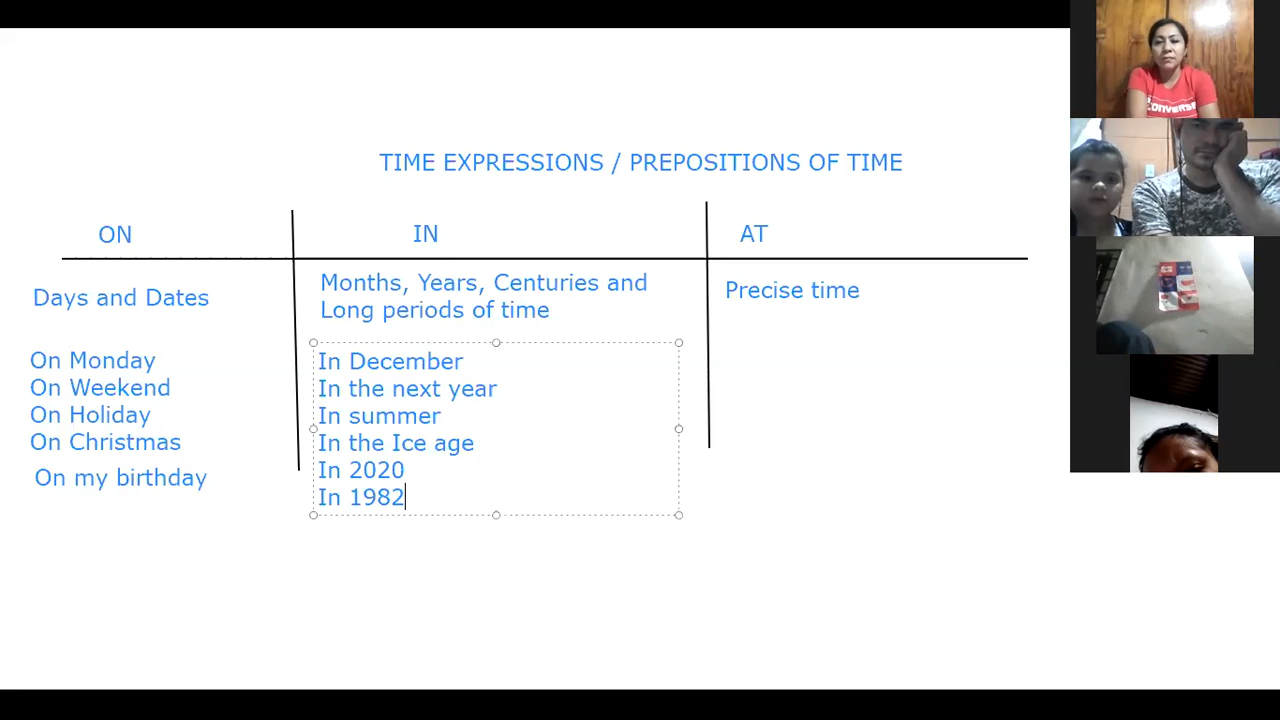 TIME EXPRESSIONS / PREPOSITIONS OF TIME
ON
IN
AT
Days and Dates
Months, Years, Centuries and
Long periods of time
Precise time
On Monday
On Weekend
On Holiday
On Christmas
On my birthday
In December
In the next year
In summer
In the Ice age
In 2020
In 1982
CONVERSE